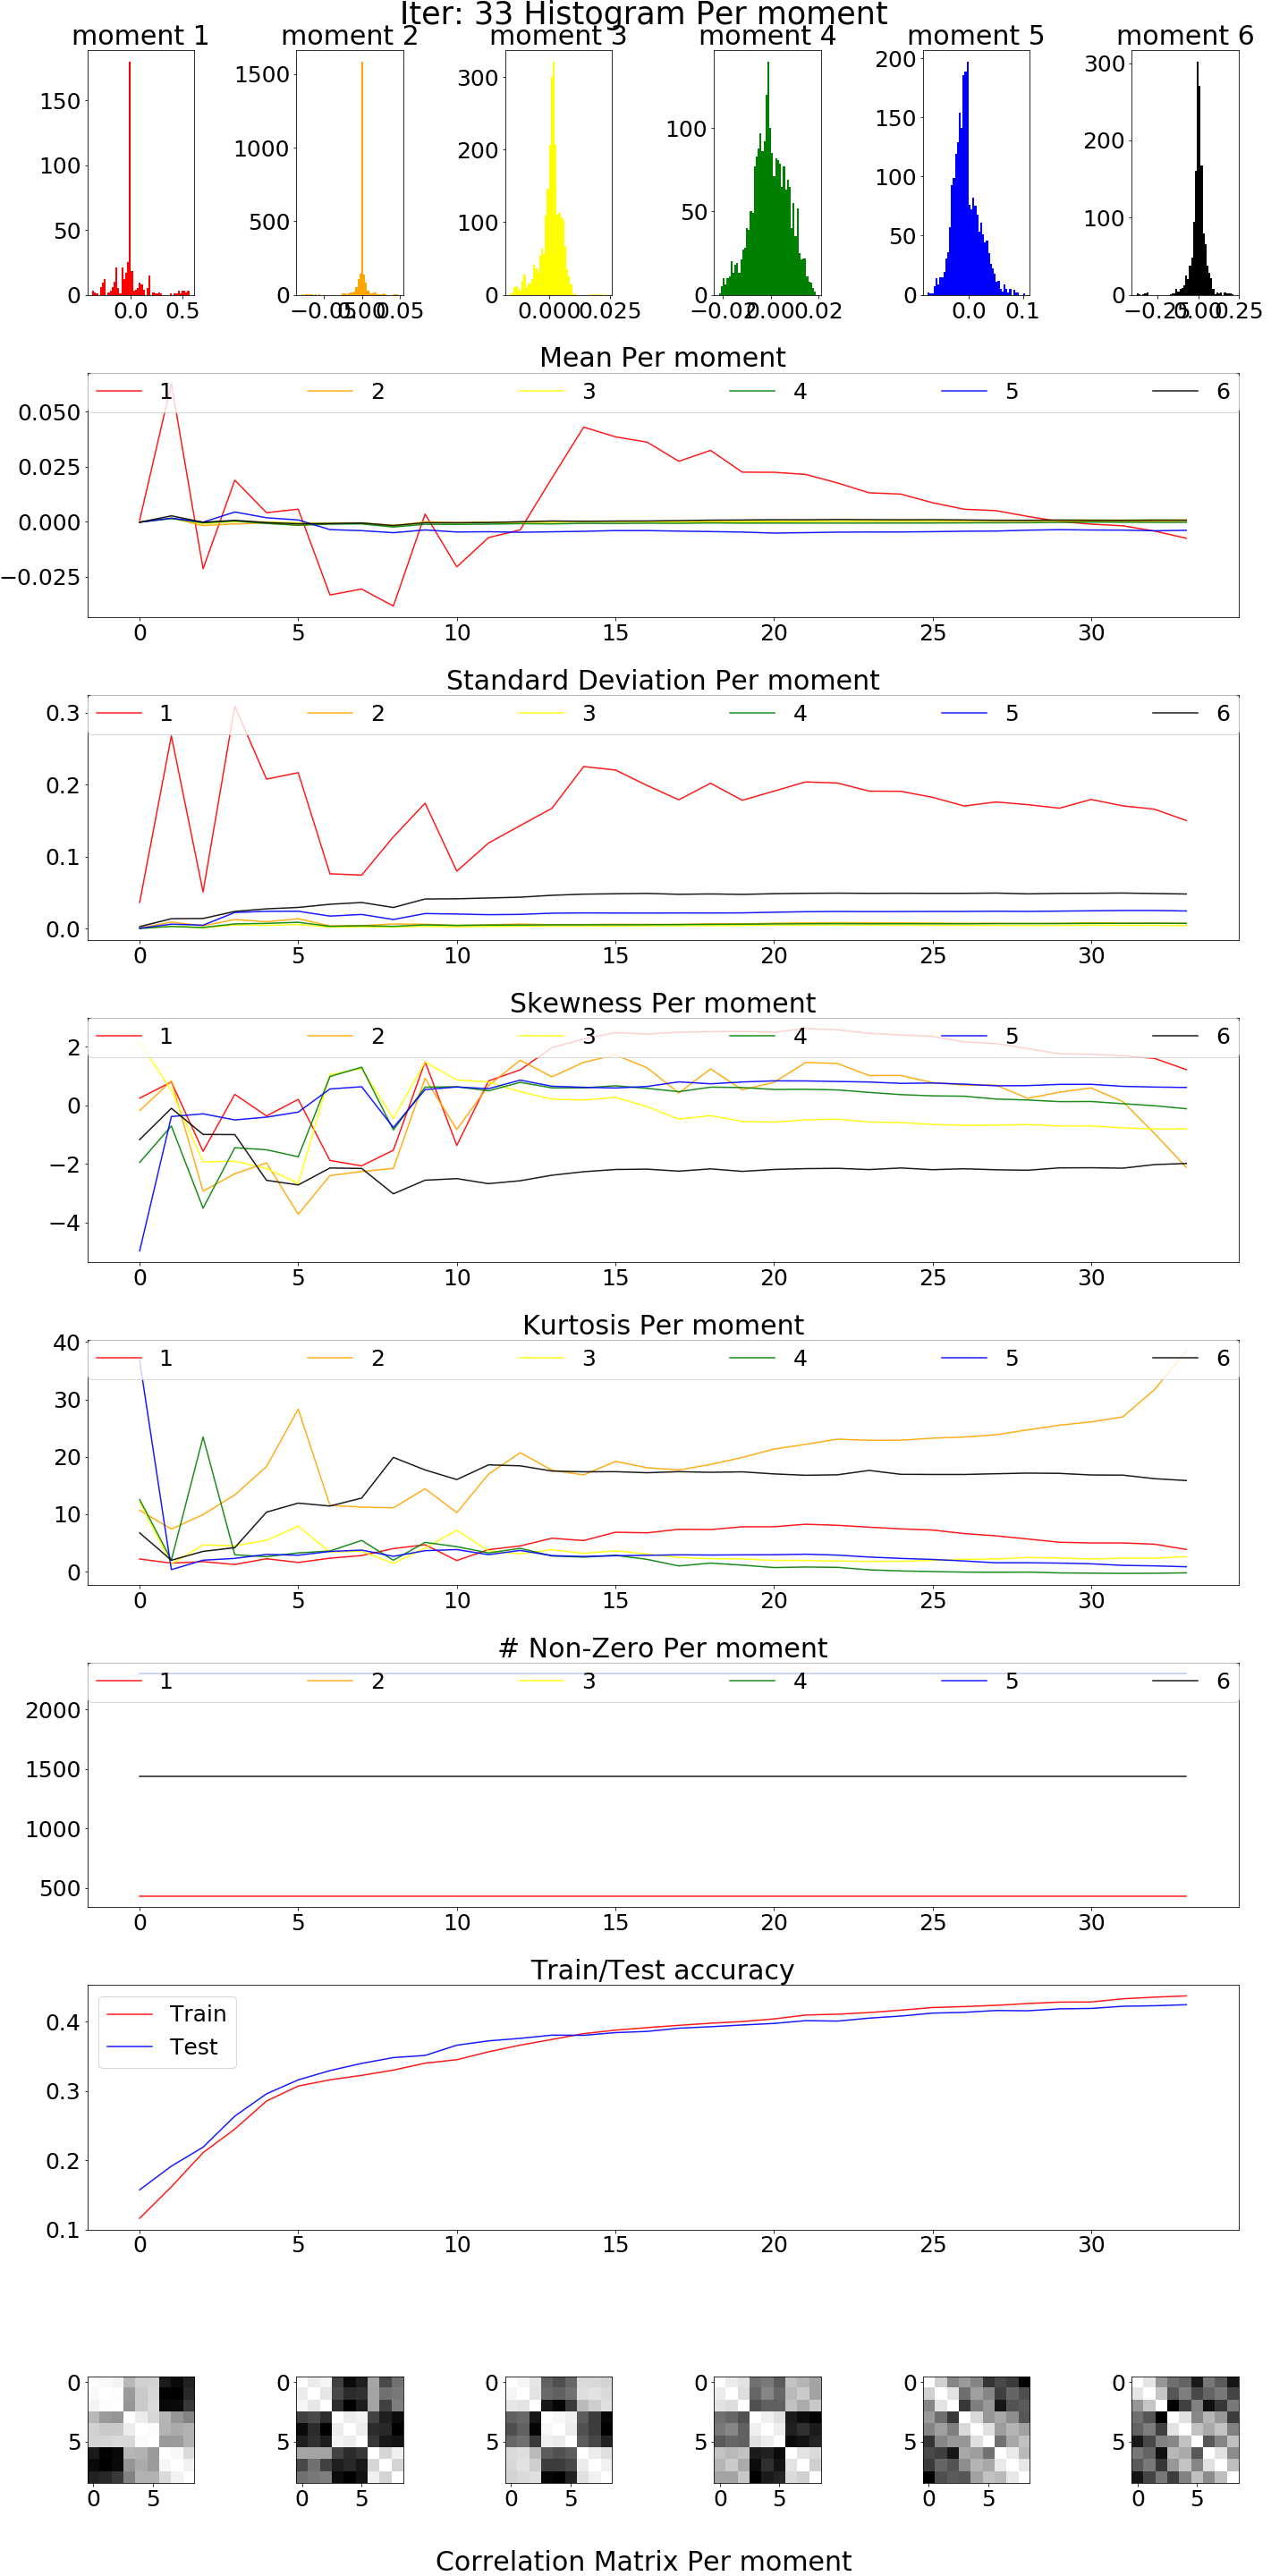 Iter: 33 Histogram Per moment
moment 1 moment 2 moment 3 moment 4 moment 5 moment 6
150 100 50 0
1500 1000 500 0
300 200 100 0
100 50 0
200 150 100 50 0
300 200 100 0
0.0 0.5 −0.05 0.00 0.05 0.000 0.025 −0.02 0.00 0.02 0.0 0.1 −0.25 0.00 0.25
Mean Per moment
1 2 3 4 5 6
0.050
0.025
0.000
−0.025
0 5 10 15 20 25 30
Standard Deviation Per moment
1 2 3 4 5 6
0.3
0.2
0.1
0.0
0 5 10 15 20 25 30
Skewness Per moment
1 2 3 4 5 6
2
0
−2
−4
0 5 10 15 20 25 30
Kurtosis Per moment
1 2 3 4 5 6
40
30
20
10
0
0 5 10 15 20 25 30
# Non-Zero Per moment
1 2 3 4 5 6
2000
1500
1000
500
0 5 10 15 20 25 30
Train/Test accuracy
Train
Test
0.4
0.3
0.2
0.1
0 5 10 15 20 25 30
0 0 0 0 0 0
5 5 5 5 5 5
0 5 0 5 0 5 0 5 0 5 0 5
Correlation Matrix Per moment